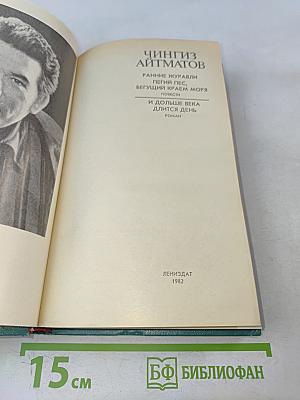 ЧИНГИЗ
АЙТМАТОВ
РАННИЕ ЖУРАВЛИ
ПЕГИЙ ПЕС,
БЕГУЩИЙ КРАЕМ МОРЯ
ПОВЕСТИ
И ДОЛЬШЕ ВЕКА
ДЛИТСЯ ДЕНЬ
РОМАН
ЛЕНИЗДАТ
1982
15 см
БФ БИБЛИОФАН